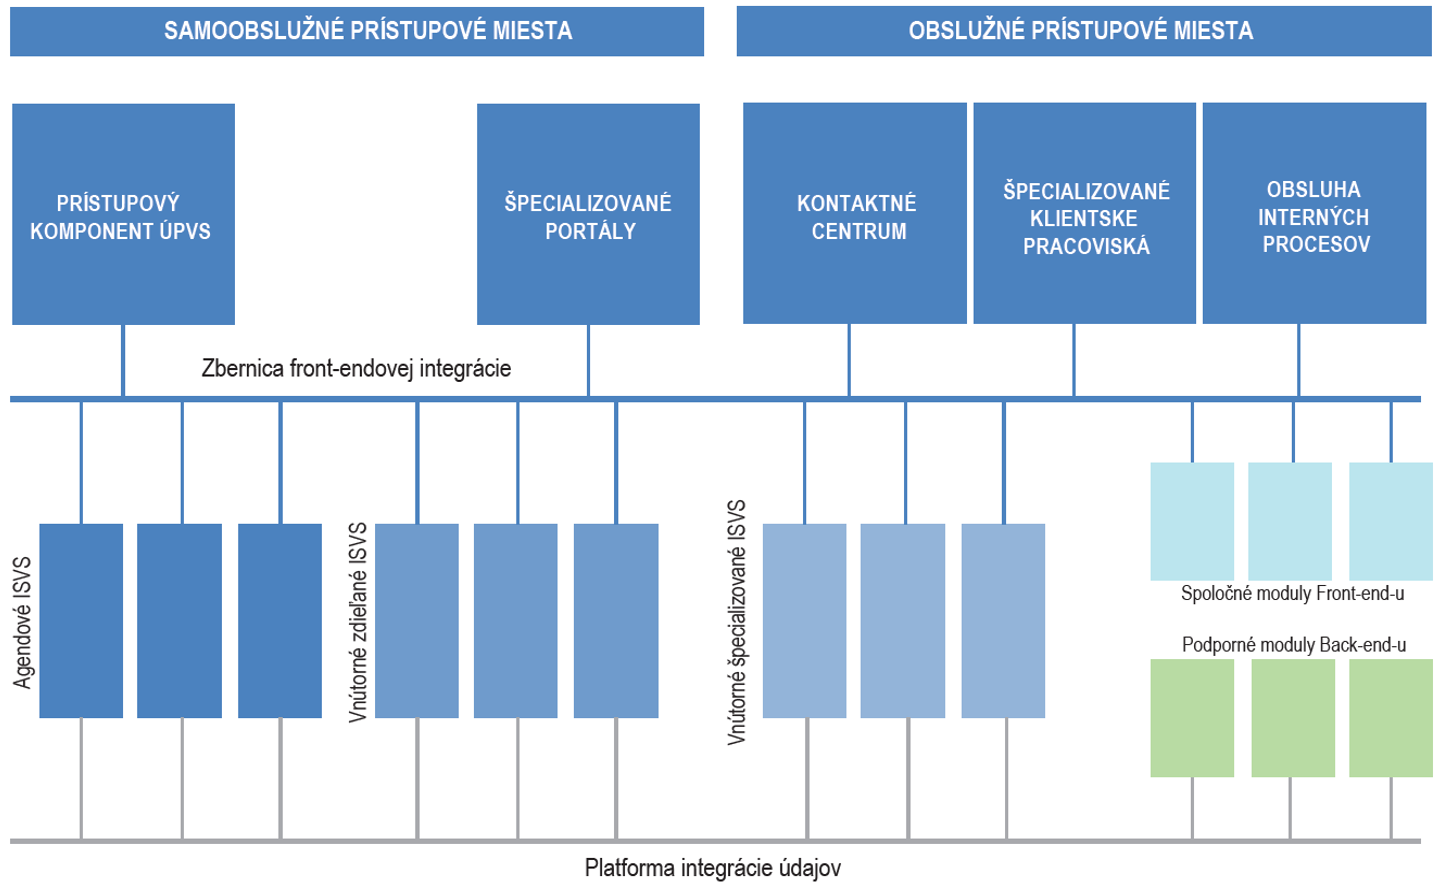 SAMOOBSLUŽNÉ PRÍSTUPOVÉ MIESTA
OBSLUŽNÉ PRÍSTUPOVÉ MIESTA
PRÍSTUPOVÝ
KOMPONENT ÚPVS
ŠPECIALIZOVANÉ
PORTÁLY
KONTAKTNÉ
CENTRUM
ŠPECIALIZOVANÉ
KLIENTSKE
PRACOVISKÁ
OBSLUHA
INTERNÝCH
PROCESOV
Zbernica front-endovej integrácie
Agendové ISVS
Vnútorné zdieľané ISVS
Vnútorné špecializované ISVS
Spoločné moduly Front-end-u
Podporné moduly Back-end-u
Platforma integrácie údajov